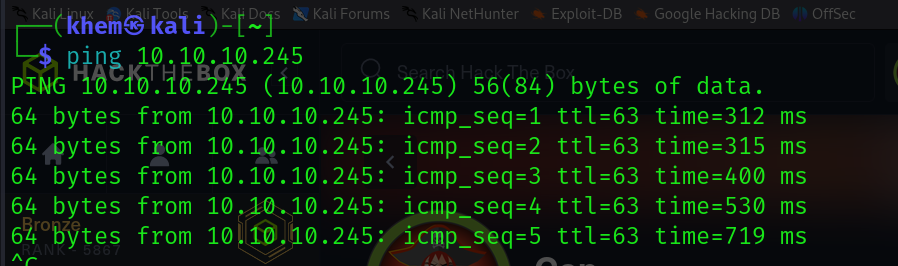 Kali Linux Kali Tools Kali Docs Kali Forums Kali NetHunter Exploit-DB Google Hacking DB OffSec
┌──(khem㉿kali)-[~]
└─$ ping 10.10.10.245
HACKTHEBOX Search Hack The Box
PING 10.10.10.245 (10.10.10.245) 56(84) bytes of data.
64 bytes from 10.10.10.245: icmp_seq=1 ttl=63 time=312 ms
64 bytes from 10.10.10.245: icmp_seq=2 ttl=63 time=315 ms
64 bytes from 10.10.10.245: icmp_seq=3 ttl=63 time=400 ms
64 bytes from 10.10.10.245: icmp_seq=4 ttl=63 time=530 ms
Bronze
64 bytes from 10.10.10.245: icmp_seq=5 ttl=63 time=719 ms
RANK - 5867
^C